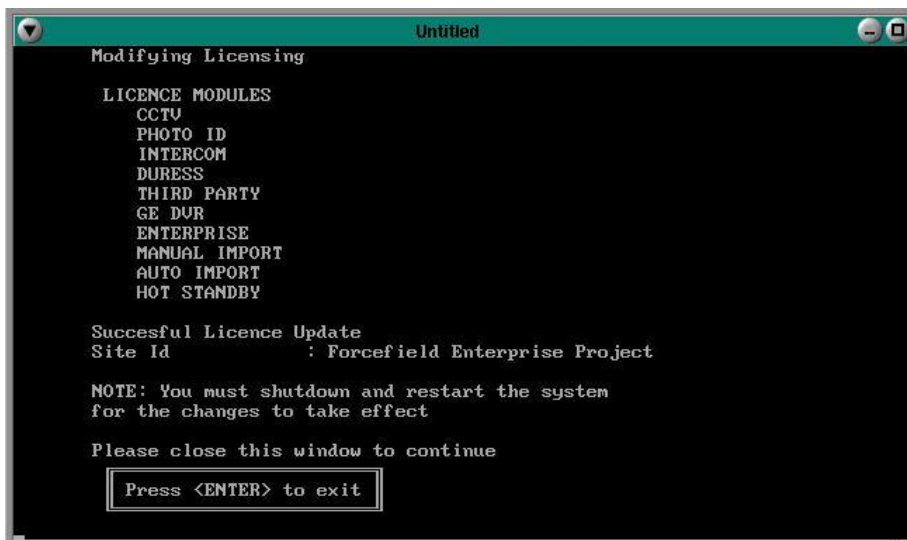 Untitled
Modifying Licensing
LICENCE MODULES
CCTV
PHOTO ID
INTERCOM
DURESS
THIRD PARTY
GE DVR
ENTERPRISE
MANUAL IMPORT
AUTO IMPORT
HOT STANDBY
Succesful Licence Update
Site Id : Forcefield Enterprise Project
NOTE: You must shutdown and restart the system
for the changes to take effect
Please close this window to continue
Press <ENTER> to exit